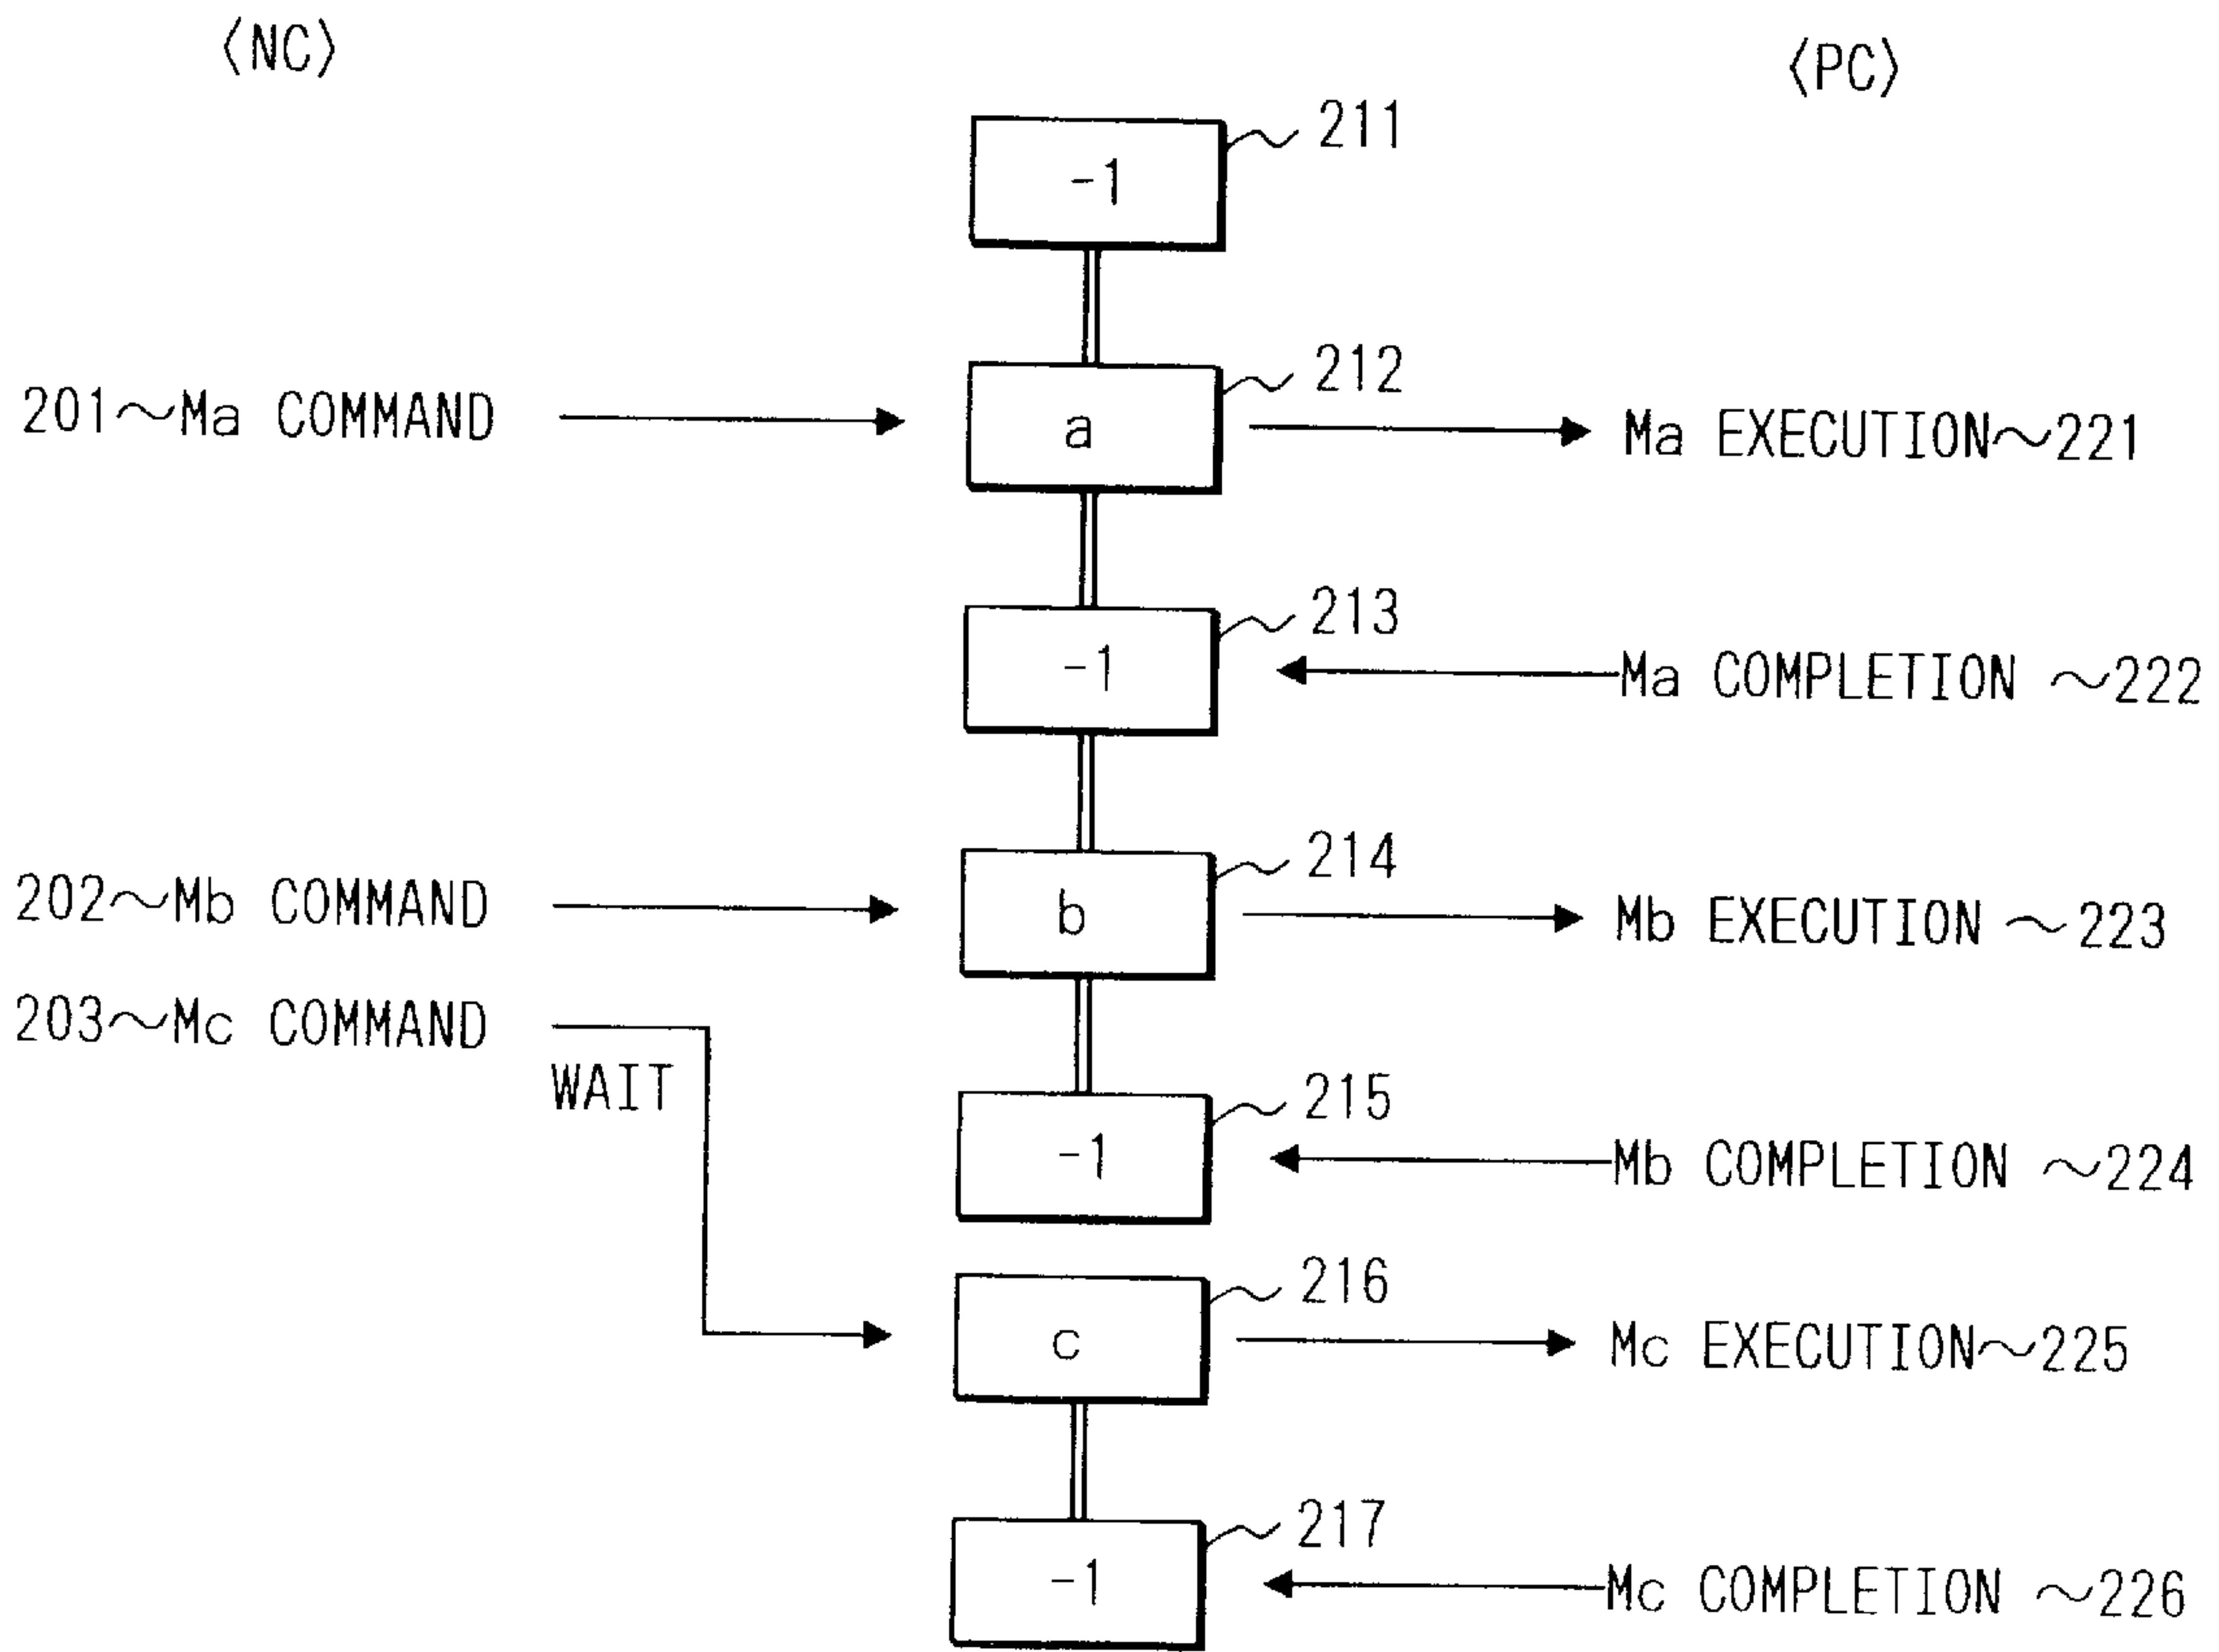 〈NC〉
〈PC〉
-1
211
201~Ma COMMAND
a
212
Ma EXECUTION~221
-1
213
Ma COMPLETION ~222
202~Mb COMMAND
b
214
Mb EXECUTION ~223
203~Mc COMMAND
WAIT
-1
215
Mb COMPLETION ~224
c
216
Mc EXECUTION~225
-1
217
Mc COMPLETION ~226